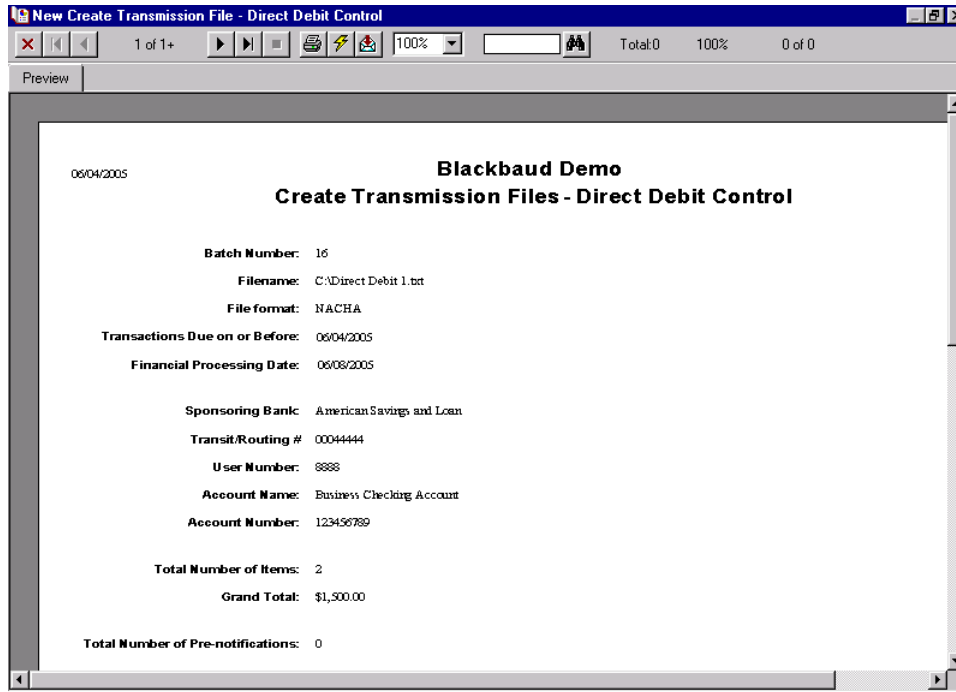 New Create Transmission File - Direct Debit Control
1 of 1+ 100% Total:0 100% 0 of 0
Preview
06/04/2005
Blackbaud Demo
Create Transmission Files - Direct Debit Control
Batch Number: 16
Filename: C:\Direct Debit 1.txt
File format: NACHA
Transactions Due on or Before: 06/04/2005
Financial Processing Date: 06/08/2005
Sponsoring Bank: American Savings and Loan
Transit/Routing # 00044444
User Number: 8888
Account Name: Business Checking Account
Account Number: 123456789
Total Number of Items: 2
Grand Total: $1,500.00
Total Number of Pre-notifications: 0